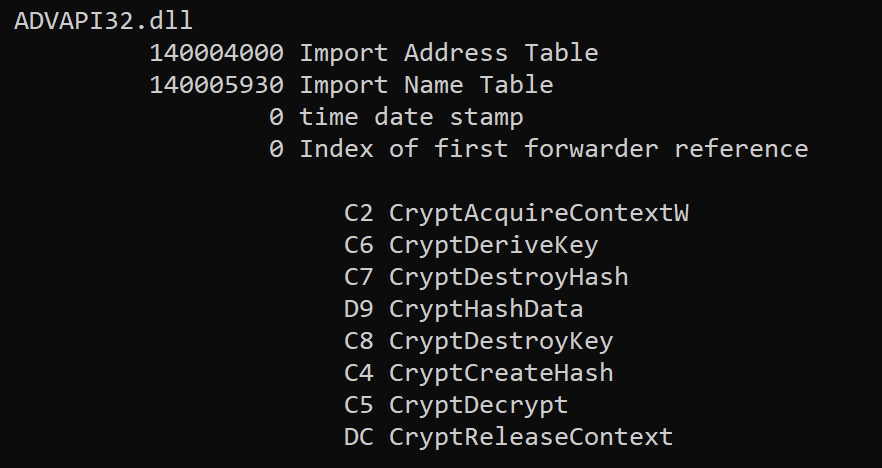 ADVAPI32.dll
140004000 Import Address Table
140005930 Import Name Table
0 time date stamp
0 Index of first forwarder reference
C2 CryptAcquireContextW
C6 CryptDeriveKey
C7 CryptDestroyHash
D9 CryptHashData
C8 CryptDestroyKey
C4 CryptCreateHash
C5 CryptDecrypt
DC CryptReleaseContext